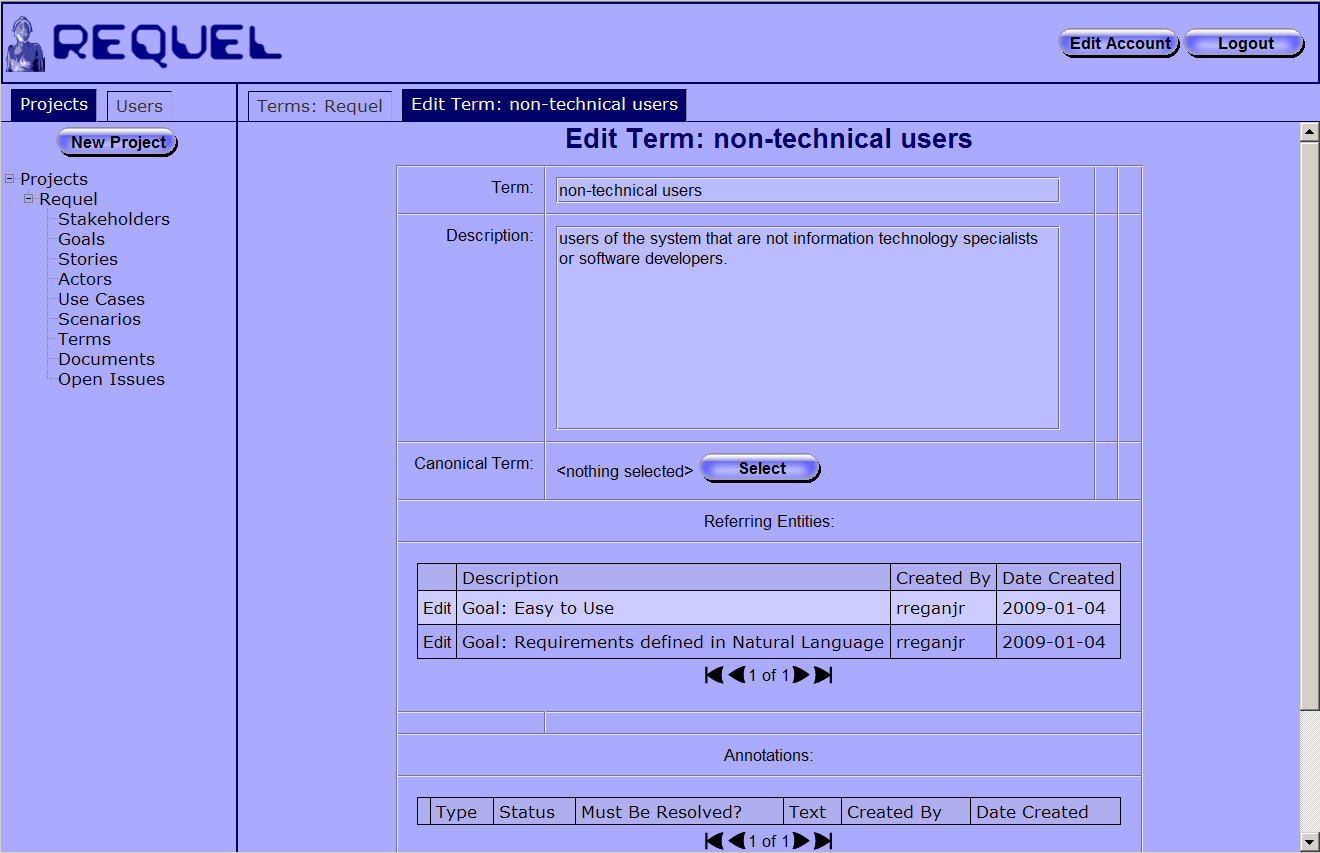 REQUEL
Edit Account
Logout
Projects
Users
Terms: Requel
Edit Term: non-technical users
New Project
Projects
Requel
Stakeholders
Goals
Stories
Actors
Use Cases
Scenarios
Terms
Documents
Open Issues
Edit Term: non-technical users
Term: non-technical users
Description: users of the system that are not information technology specialists
or software developers.
Canonical Term: <nothing selected> Select
Referring Entities:
Description Created By Date Created
Edit Goal: Easy to Use rreganjr 2009-01-04
Edit Goal: Requirements defined in Natural Language rreganjr 2009-01-04
1 of 1
Annotations:
Type Status Must Be Resolved? Text Created By Date Created
1 of 1